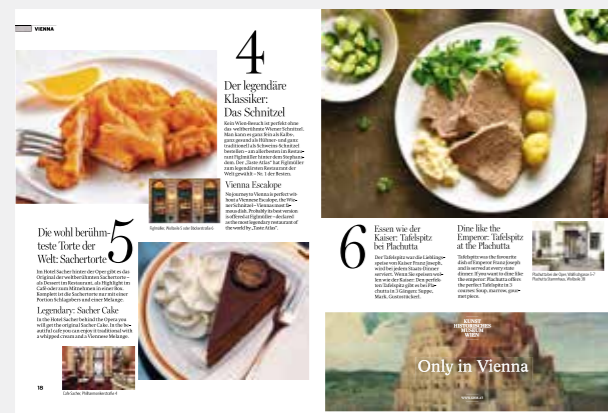 VIENNA
4
Der legendäre
Klassiker:
Das Schnitzel
Kein Wien-Besuch ist perfekt ohne
das weltberühmte Wiener Schnitzel.
Man kann es ganz fein als Kalbs-
ganz gesund als Hühner- und ganz
traditionell als Schweins-Schnitzel
bestellen – am allerbesten im Restau-
rant Figlmüller hinter dem Stephans-
dom. Der „Taste Atlas“ hat Figlmüller
zum legendärsten Restaurant der
Welt gewählt – Nr. 1 der Besten.
Vienna Escalope
No journey to Vienna is perfect wit-
hout a Viennese Escalope, the Wie-
ner Schnitzel – Viennas most fa-
mous dish. Probably its best version
is offered at Figlmüller – declared
as the most legendary restaurant of
the world by „Taste Atlas“.
Figlmüller, Wollzeile 5 oder Bäckerstraße 6
5
Die wohl berühm-
teste Torte der
Welt: Sachertorte
Im Hotel Sacher hinter der Oper gibt es das
Original der weltberühmten Sachertorte –
als Dessert im Restaurant, als Highlight im
Café oder zum Mitnehmen in einer Box.
Komplett ist die Sachertorte nur mit einer
Portion Schlagobers und einer Melange.
Legendary: Sacher Cake
In the Hotel Sacher behind the Opera you
will get the original Sacher Cake. In the be-
autiful cafe you can enjoy it traditional with
a whipped cream and a Viennese Melange.
Café Sacher, Philharmonikerstraße 4
18
6
Essen wie der
Kaiser: Tafelspitz
bei Plachutta
Der Tafelspitz war die Lieblings-
speise von Kaiser Franz Joseph,
wird bei jedem Staats-Dinner
serviert. Wenn Sie speisen wol-
len wie der Kaiser: Den perfek-
ten Tafelspitz gibt es bei Pla-
chutta in 3 Gängen: Suppe,
Mark, Gustostückerl.
Dine like the
Emperor: Tafelspitz
at the Plachutta
Tafelspitz was the favourite
dish of Emperor Franz Joseph
and is served at every state
dinner. If you want to dine like
the emperor: Plachutta offers
the perfect Tafelspitz in 3
courses: Soup, marrow, gour-
met piece.
KUNST
HISTORISCHES
MUSEUM
WIEN
Only in Vienna